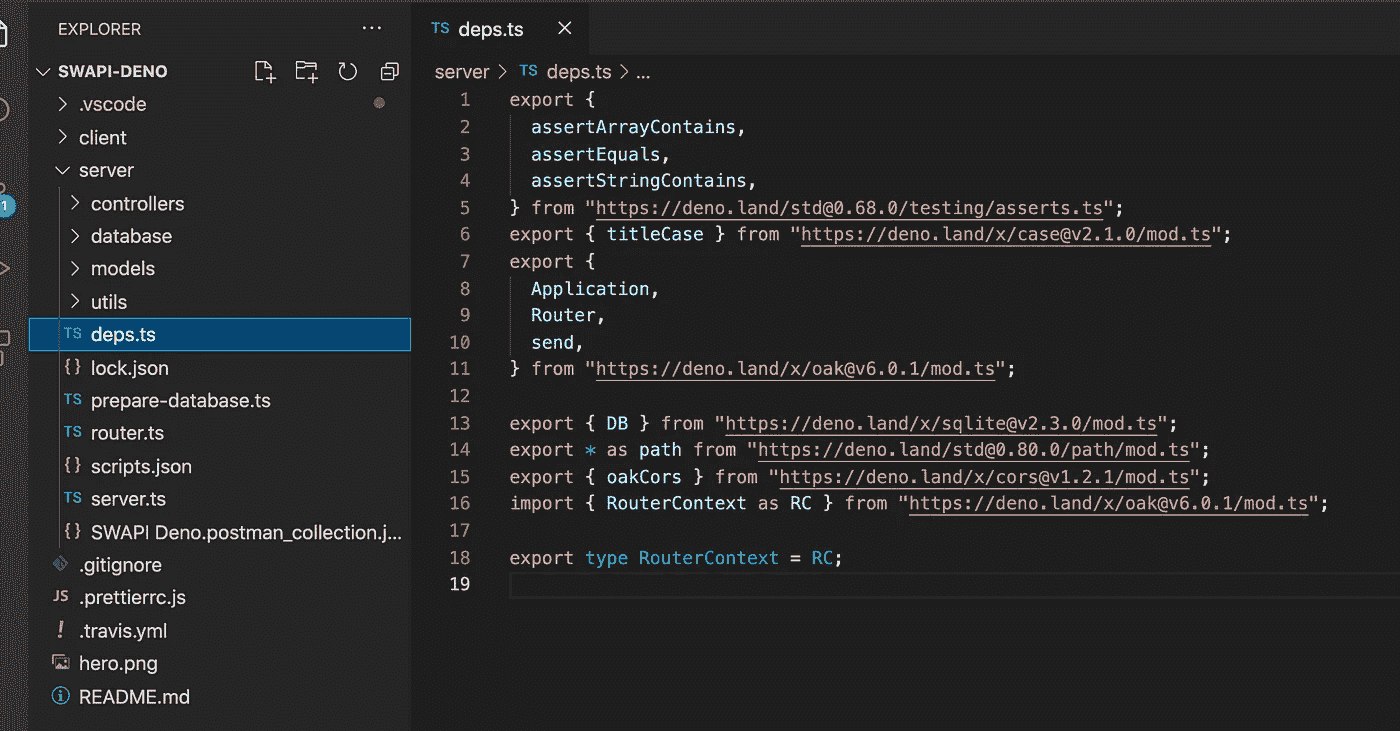 EXPLORER
SWAPI-DENO
.vscode
client
server
controllers
database
models
utils
TS deps.ts
{} lock.json
TS prepare-database.ts
TS router.ts
{} scripts.json
TS server.ts
{} SWAPI Deno.postman_collection.j...
.gitignore
JS .prettierrc.js
! .travis.yml
hero.png
README.md
1
TS deps.ts
server > TS deps.ts > ...
1 export {
2 assertArrayContains,
3 assertEquals,
4 assertStringContains,
5 } from "https://deno.land/std@0.68.0/testing/asserts.ts";
6 export { titleCase } from "https://deno.land/x/case@v2.1.0/mod.ts";
7 export {
8 Application,
9 Router,
10 send,
11 } from "https://deno.land/x/oak@v6.0.1/mod.ts";
12
13 export { DB } from "https://deno.land/x/sqlite@v2.3.0/mod.ts";
14 export * as path from "https://deno.land/std@0.80.0/path/mod.ts";
15 export { oakCors } from "https://deno.land/x/cors@v1.2.1/mod.ts";
16 import { RouterContext as RC } from "https://deno.land/x/oak@v6.0.1/mod.ts";
17
18 export type RouterContext = RC;
19